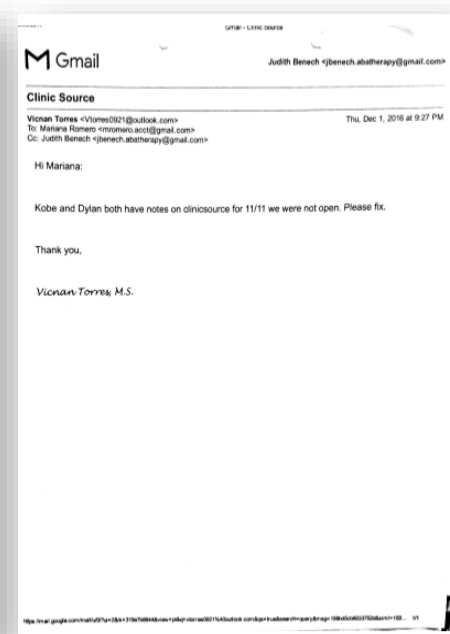 Gmail - Clinic Source
M Gmail
Judith Benech <jbenech.abatherapy@gmail.com>
Clinic Source
Vicnan Torres <Vtorres0921@outlook.com>
Thu, Dec 1, 2016 at 9:27 PM
To: Mariana Romero <mromero.acct@gmail.com>
Cc: Judith Benech <jbenech.abatherapy@gmail.com>
Hi Mariana:
Kobe and Dylan both have notes on clinicsource for 11/11 we were not open. Please fix.
Thank you,
Vicnan Torres, M.S.
1/1